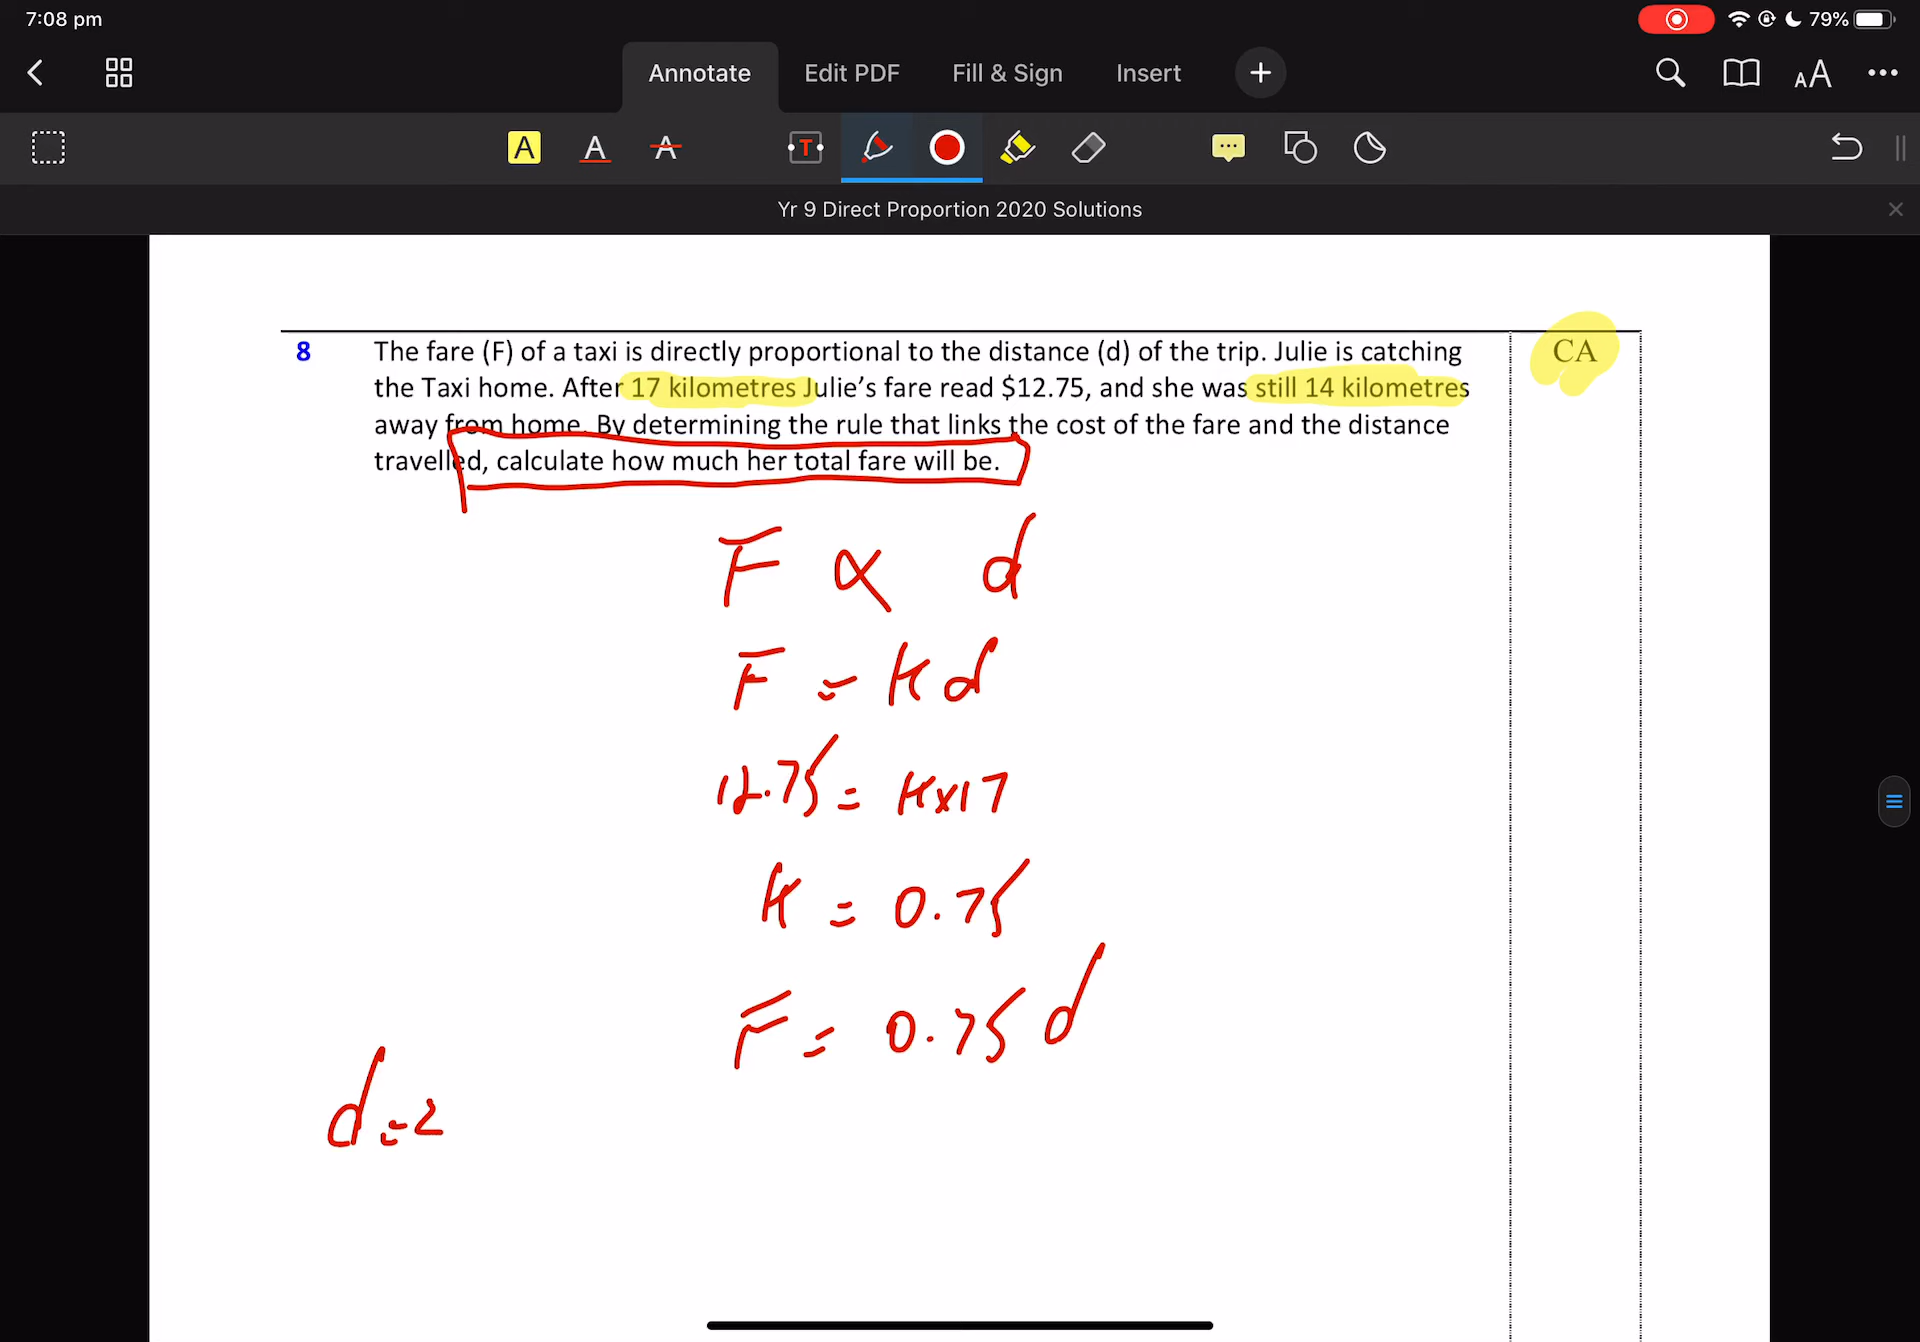 7:08 pm
79%
Annotate
Edit PDF
Fill & Sign
Insert
Yr 9 Direct Proportion 2020 Solutions
8
The fare (F) of a taxi is directly proportional to the distance (d) of the trip. Julie is catching
CA
the Taxi home. After 17 kilometres Julie's fare read $12.75, and she was still 14 kilometres
away from home. By determining the rule that links the cost of the fare and the distance
travelled, calculate how much her total fare will be.
F ∝ d
F = kd
12.75 = k×17
k = 0.75
F = 0.75 d
d=2